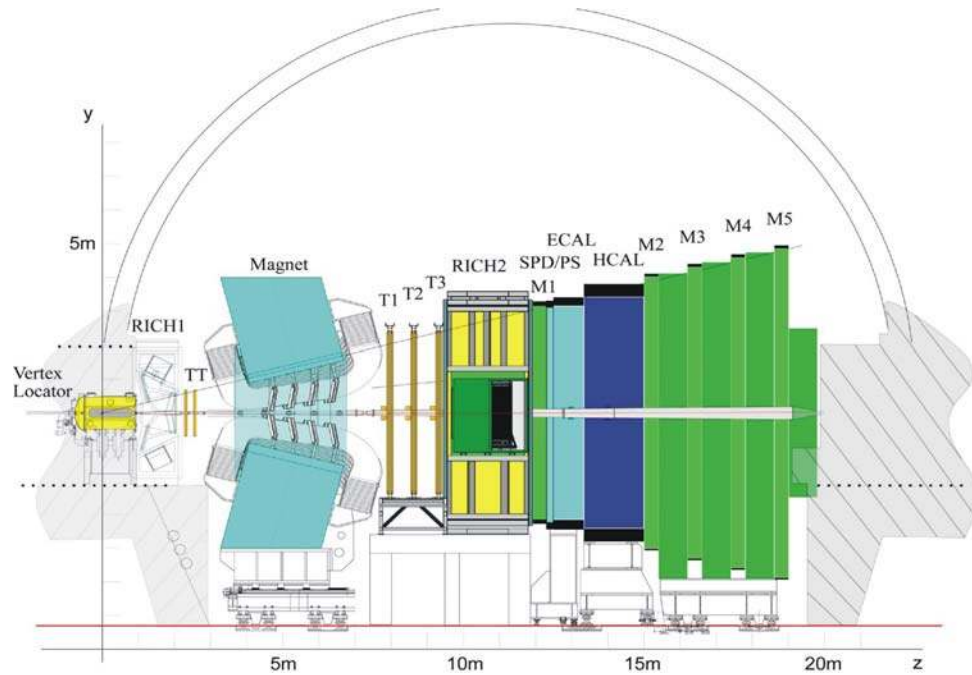 y
5m
Vertex
Locator
RICH1
TT
Magnet
T1
T2
T3
RICH2
M1
SPD/PS
ECAL
HCAL
M2
M3
M4
M5
5m
10m
15m
20m
z